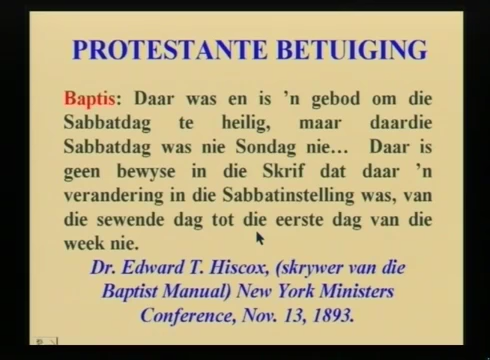 PROTESTANTE BETUIGING
Baptis: Daar was en is 'n gebod om die
Sabbatdag te heilig, maar daardie
Sabbatdag was nie Sondag nie... Daar is
geen bewyse in die Skrif dat daar 'n
verandering in die Sabbatinstelling was, van
die sewende dag tot die eerste dag van die
week nie.
Dr. Edward T. Hiscox, (skrywer van die
Baptist Manual) New York Ministers
Conference, Nov. 13, 1893.